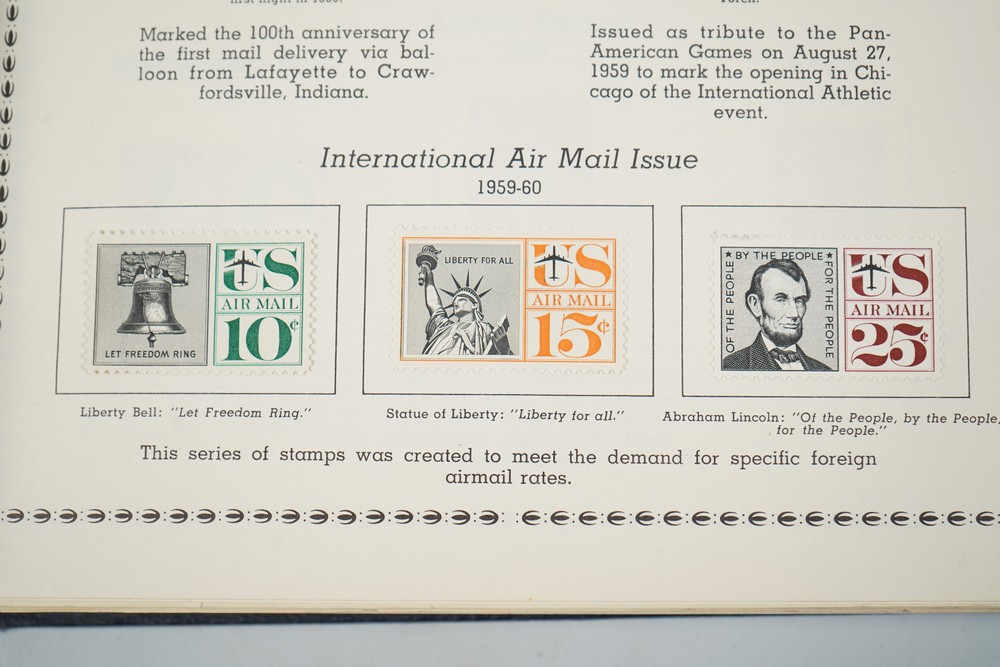 Marked the 100th anniversary of
the first mail delivery via bal-
loon from Lafayette to Craw-
fordsville, Indiana.
Issued as tribute to the Pan-
American Games on August 27,
1959 to mark the opening in Chi-
cago of the International Athletic
event.
International Air Mail Issue
1959-60
LET FREEDOM RING
US
AIR MAIL
10¢
LIBERTY FOR ALL
US
AIR MAIL
15¢
OF THE PEOPLE
★ BY THE PEOPLE ★
FOR THE PEOPLE
US
AIR MAIL
25¢
Liberty Bell: "Let Freedom Ring."
Statue of Liberty: "Liberty for all."
Abraham Lincoln: "Of the People, by the People,
for the People."
This series of stamps was created to meet the demand for specific foreign
airmail rates.